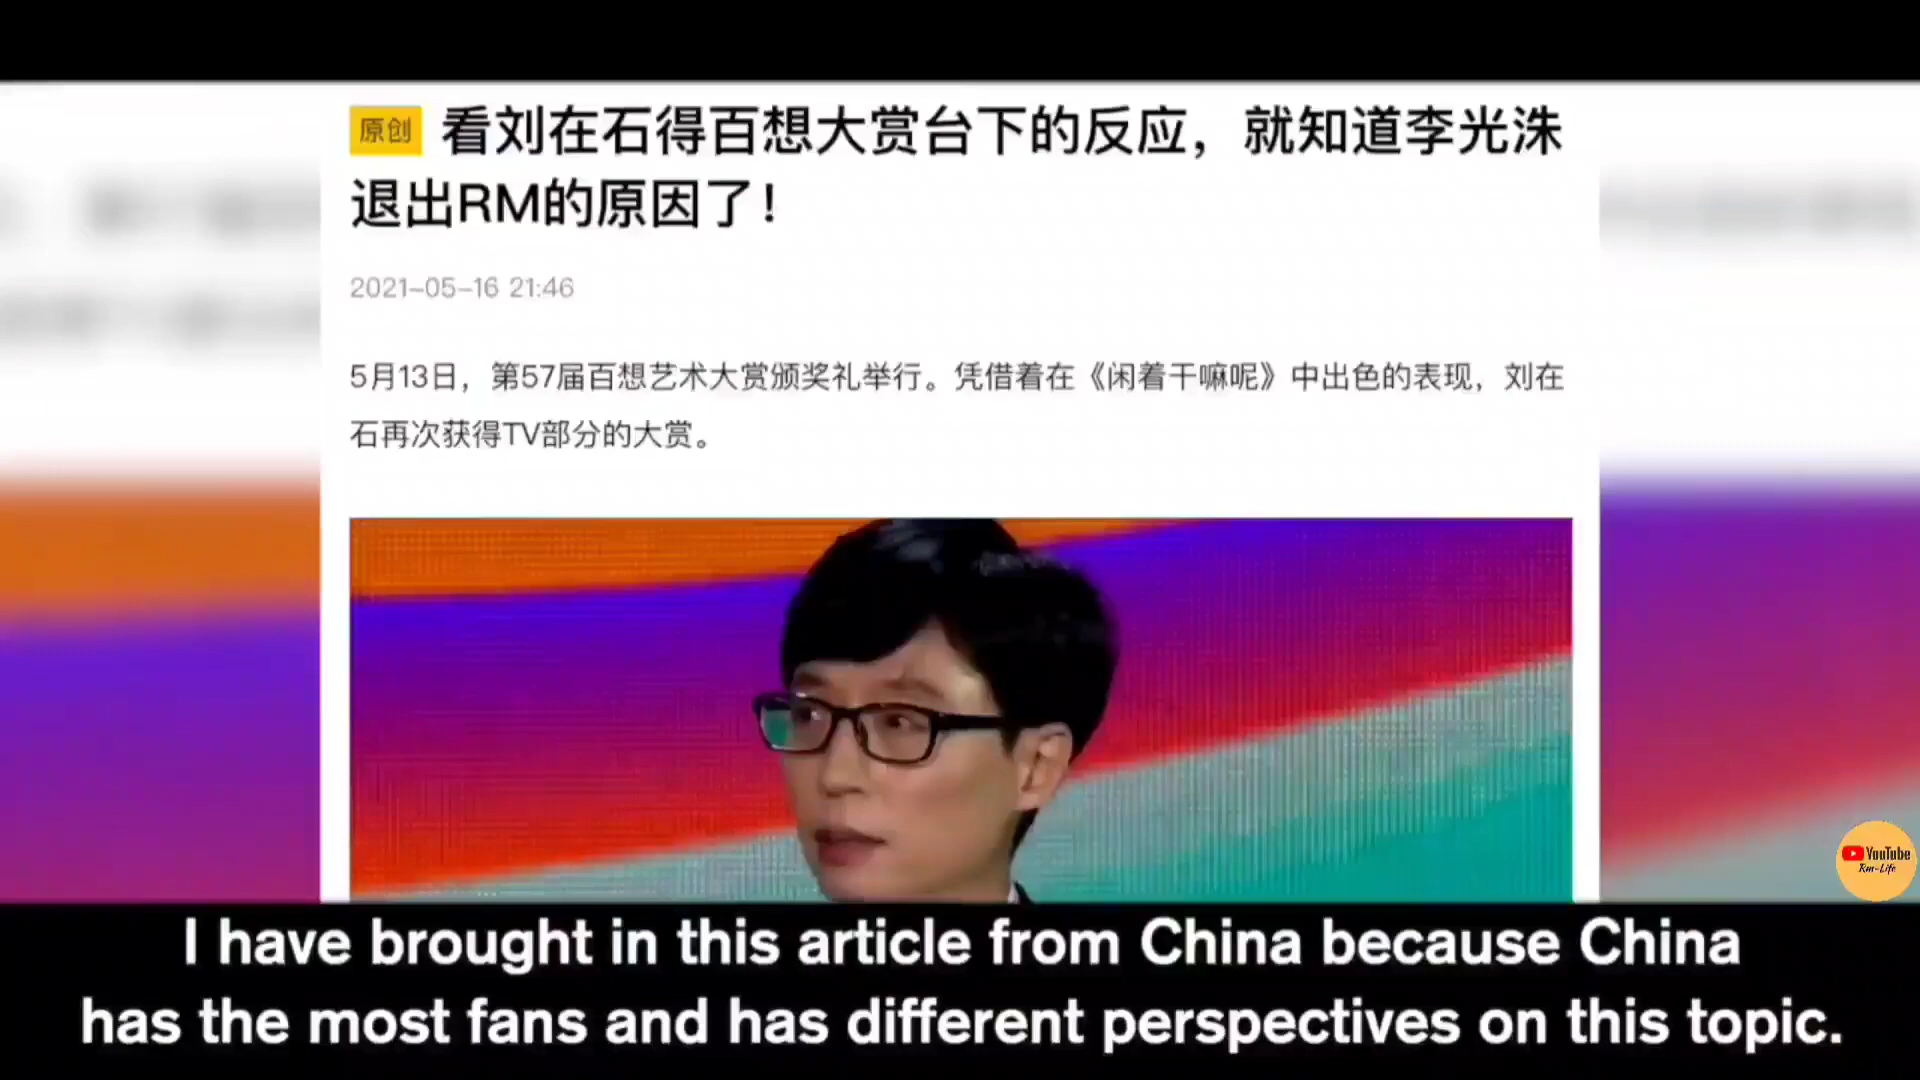 原创 看刘在石得百想大赏台下的反应，就知道李光洙
退出RM的原因了！
2021-05-16 21:46
5月13日，第57届百想艺术大赏颁奖礼举行。凭借着在《闲着干嘛呢》中出色的表现，刘在
石再次获得TV部分的大赏。
YouTube
Rm-Life
I have brought in this article from China because China
has the most fans and has different perspectives on this topic.